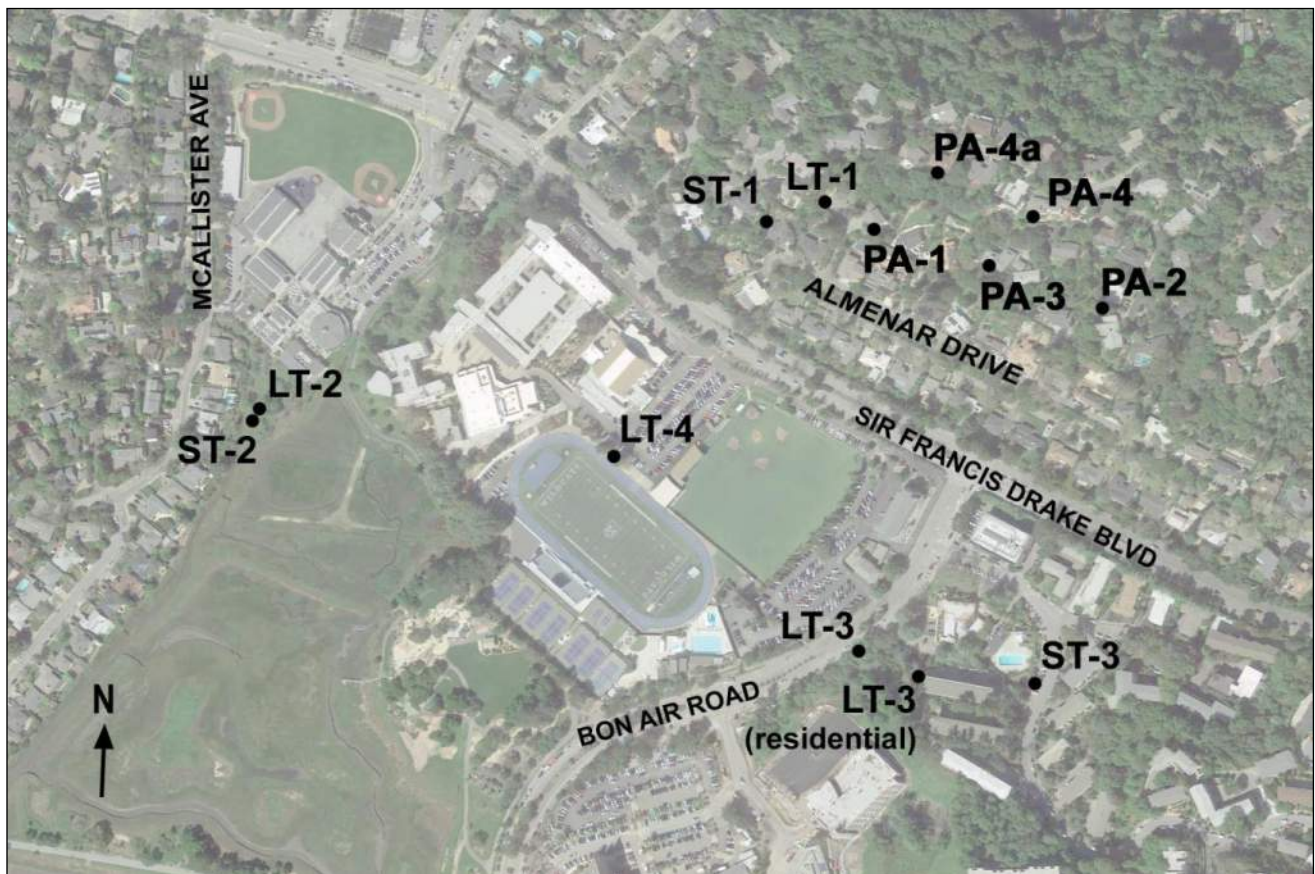 MCALLISTER AVE
PA-4a
LT-1
ST-1
PA-4
PA-1
PA-3
PA-2
ALMENAR DRIVE
LT-2
ST-2
LT-4
SIR FRANCIS DRAKE BLVD
LT-3
ST-3
LT-3
(residential)
BON AIR ROAD
N